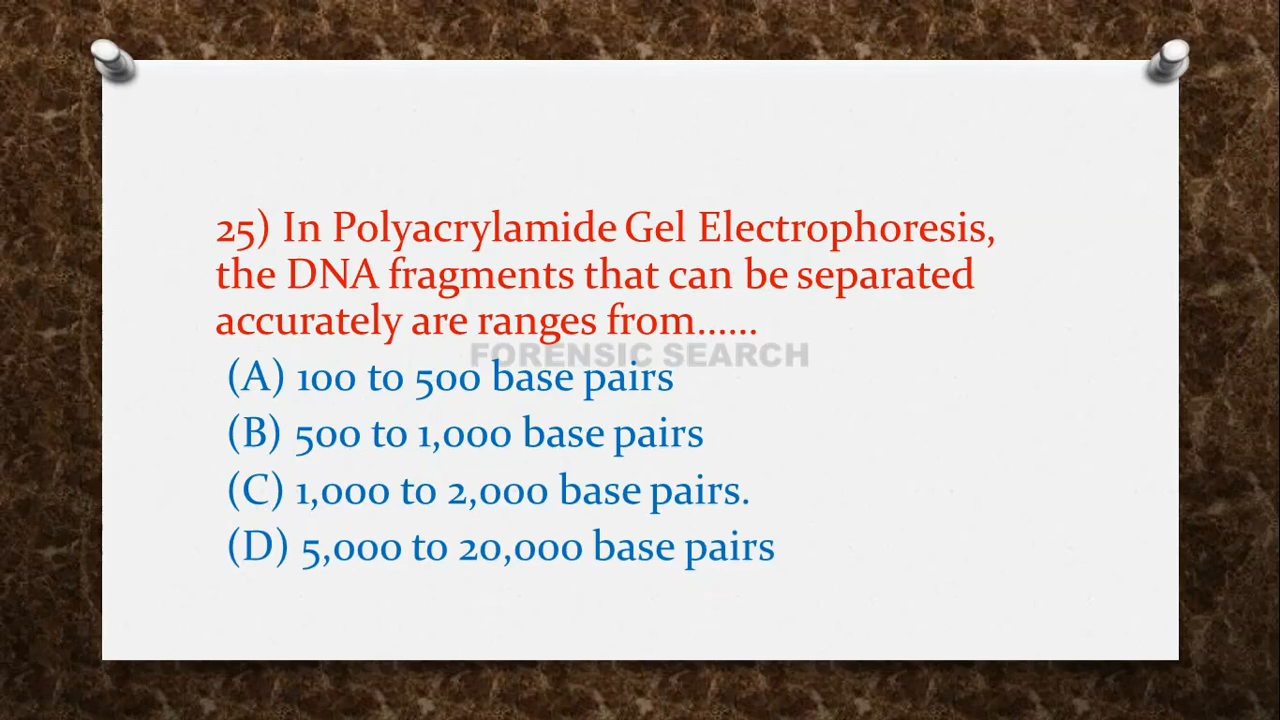 25) In Polyacrylamide Gel Electrophoresis,
the DNA fragments that can be separated
accurately are ranges from......
FORENSIC SEARCH
(A) 100 to 500 base pairs
(B) 500 to 1,000 base pairs
(C) 1,000 to 2,000 base pairs.
(D) 5,000 to 20,000 base pairs